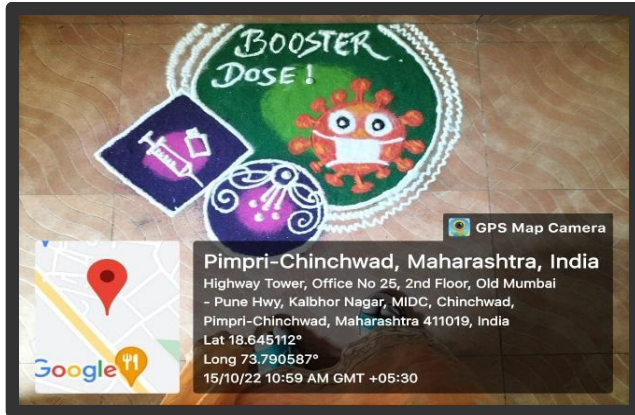 BOOSTER
DOSE!
GPS Map Camera
Pimpri-Chinchwad, Maharashtra, India
Highway Tower, Office No 25, 2nd Floor, Old Mumbai
- Pune Hwy, Kalbhor Nagar, MIDC, Chinchwad,
Pimpri-Chinchwad, Maharashtra 411019, India
Lat 18.645112°
Long 73.790587°
15/10/22 10:59 AM GMT +05:30
Google